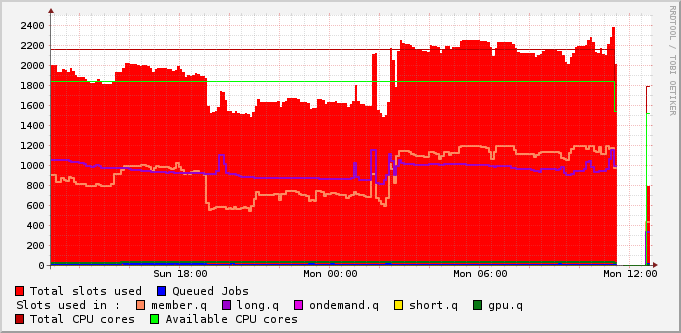 2400
2200
2000
1800
1600
1400
1200
1000
800
600
400
200
0
Sun 18:00 Mon 00:00 Mon 06:00 Mon 12:00
Total slots used Queued Jobs
Slots used in : member.q long.q ondemand.q short.q gpu.q
Total CPU cores Available CPU cores
RRDTOOL / TOBI OETIKER